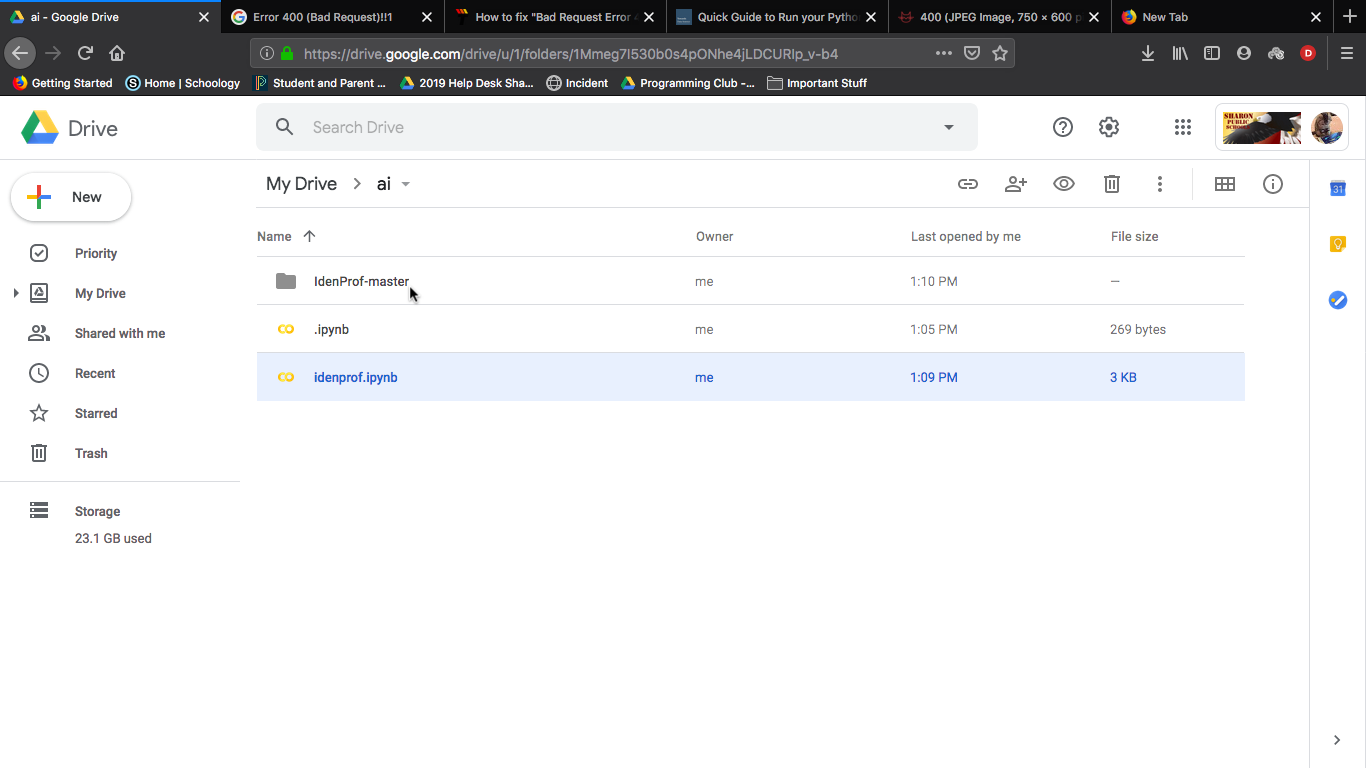 ai - Google Drive
Error 400 (Bad Request)!!1
How to fix "Bad Request Error
Quick Guide to Run your Pytho
400 (JPEG Image, 750 × 600 p
New Tab
https://drive.google.com/drive/u/1/folders/1Mmeg7I530b0s4pONhe4jLDCURlp_v-b4
D
Getting Started
Home | Schoology
Student and Parent ...
2019 Help Desk Sha...
Incident
Programming Club -...
Important Stuff
Drive
Search Drive
SHARON
PUBLIC
SCHOOLS
New
My Drive
ai
31
Name
Owner
Last opened by me
File size
Priority
IdenProf-master
me
1:10 PM
—
My Drive
.ipynb
me
1:05 PM
269 bytes
Shared with me
idenprof.ipynb
me
1:09 PM
3 KB
Recent
Starred
Trash
Storage
23.1 GB used